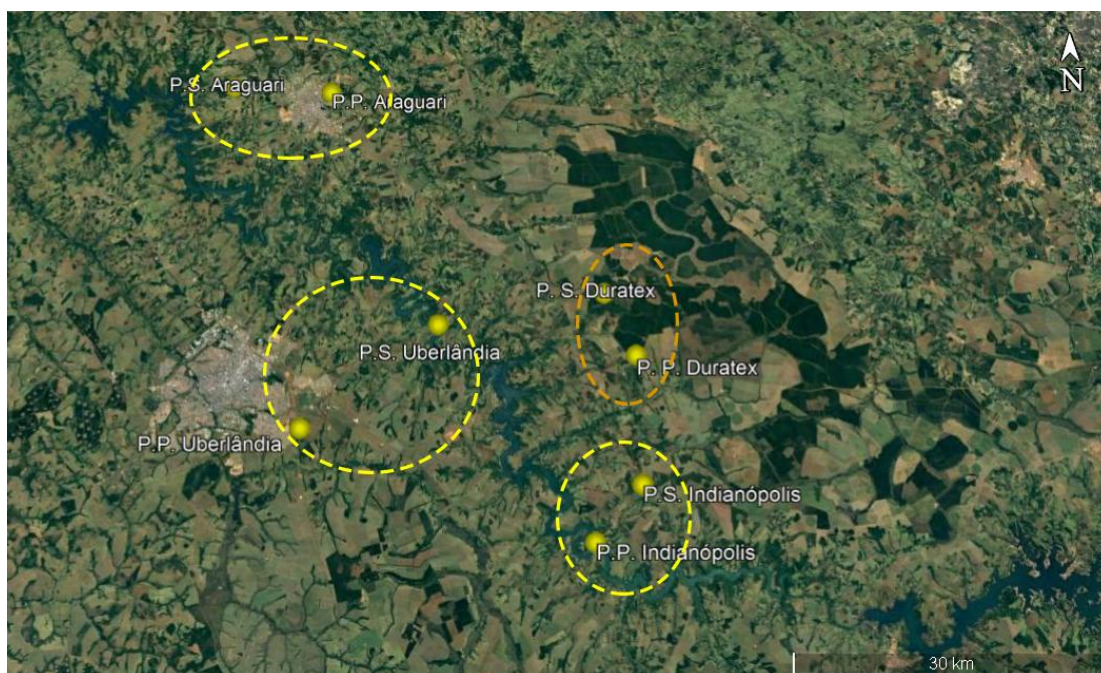 N
P.S. Araguari
P.P. Araguari
P. S. Duratex
P.S. Uberlândia
P. P. Duratex
P.P. Uberlândia
P.S. Indianópolis
P.P. Indianópolis
30 km